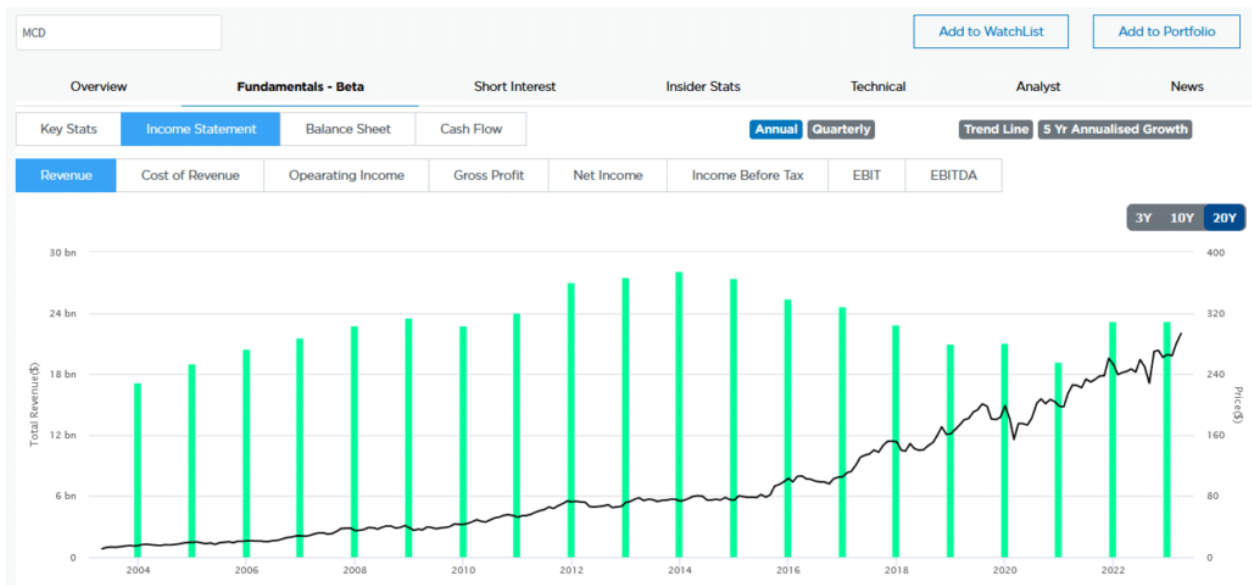 MCD
Add to WatchList
Add to Portfolio
Overview
Fundamentals - Beta
Short Interest
Insider Stats
Technical
Analyst
News
Key Stats
Income Statement
Balance Sheet
Cash Flow
Annual
Quarterly
Trend Line
5 Yr Annualised Growth
Revenue
Cost of Revenue
Opearating Income
Gross Profit
Net Income
Income Before Tax
EBIT
EBITDA
3Y
10Y
20Y
30 bn
24 bn
18 bn
12 bn
6 bn
0
Total Revenue($)
400
320
240
160
80
0
Price($)
2004
2006
2008
2010
2012
2014
2016
2018
2020
2022